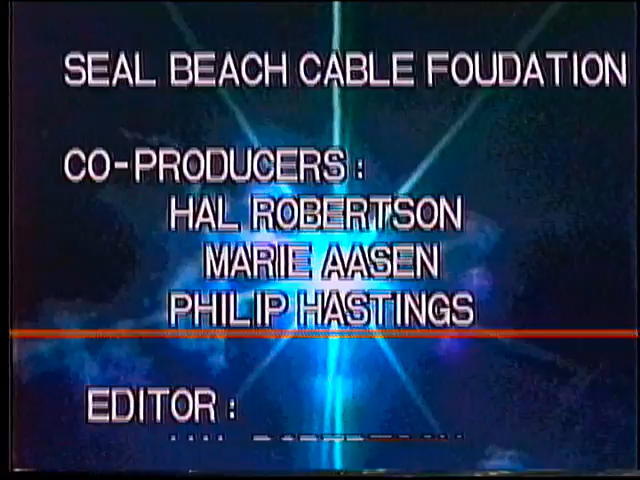 SEAL BEACH CABLE FOUDATION
CO-PRODUCERS:
HAL ROBERTSON
MARIE AASEN
PHILIP HASTINGS
EDITOR: